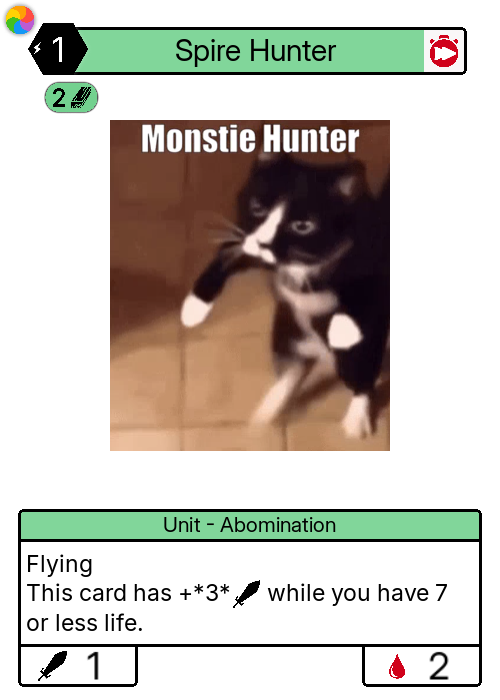 1
Spire Hunter
2
Monstie Hunter
Unit - Abomination
Flying
This card has +*3* while you have 7
or less life.
1
2